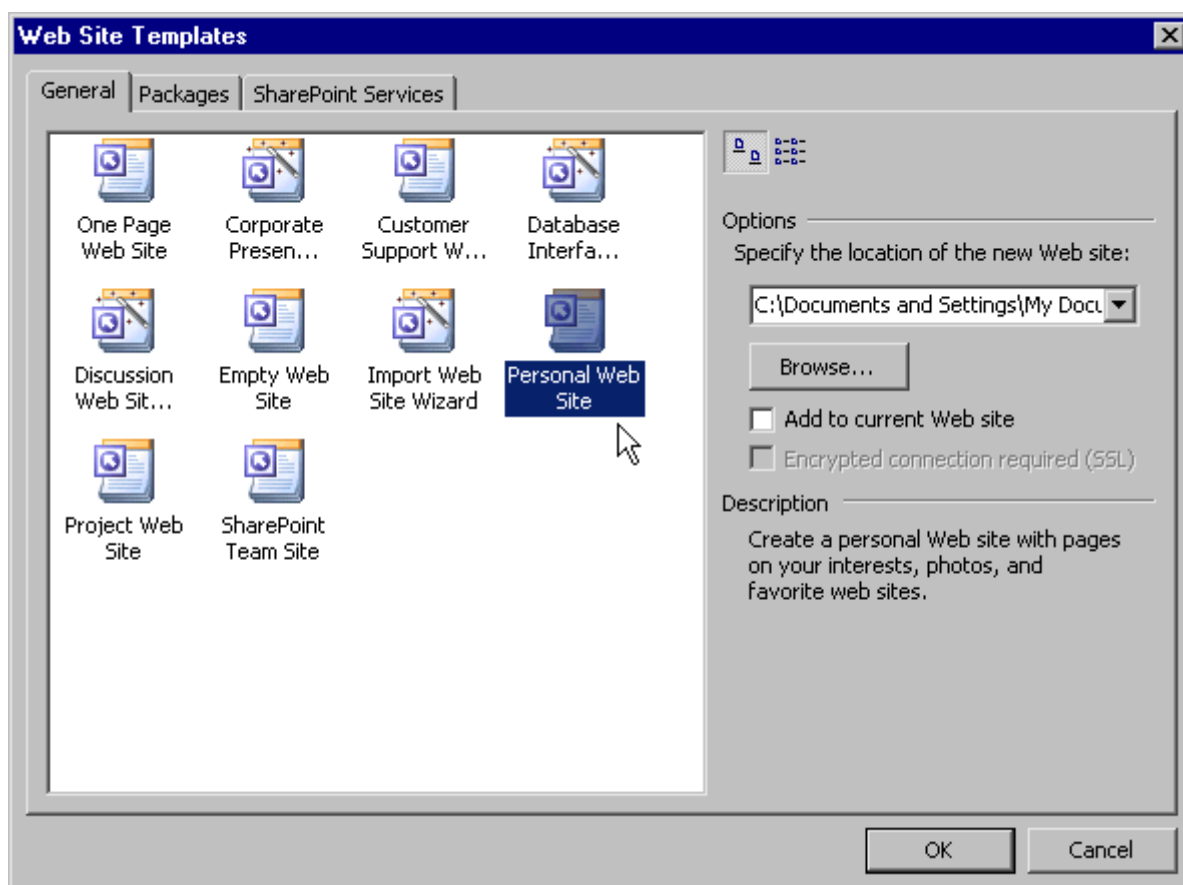 Web Site Templates
General
Packages
SharePoint Services
One Page
Web Site
Corporate
Presen...
Customer
Support W...
Database
Interfa...
Discussion
Web Sit...
Empty Web
Site
Import Web
Site Wizard
Personal Web
Site
Project Web
Site
SharePoint
Team Site
Options
Specify the location of the new Web site:
C:\Documents and Settings\My Docu
Browse...
Add to current Web site
Encrypted connection required (SSL)
Description
Create a personal Web site with pages
on your interests, photos, and
favorite web sites.
OK
Cancel